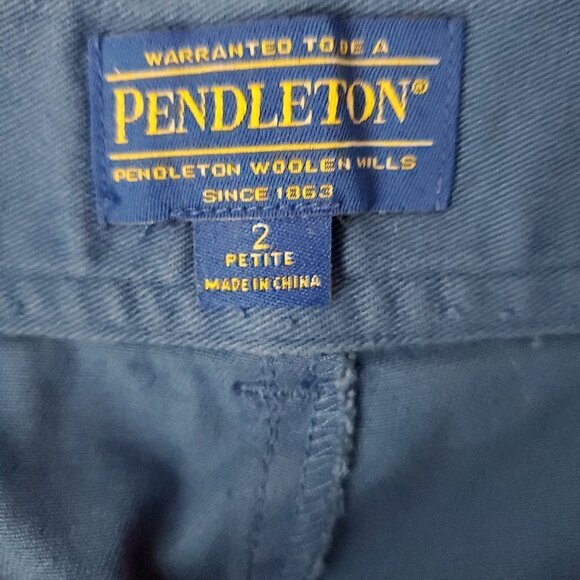 WARRANTED TO BE A
PENDLETON®
PENDLETON WOOLEN MILLS
SINCE 1863
2
PETITE
MADE IN CHINA